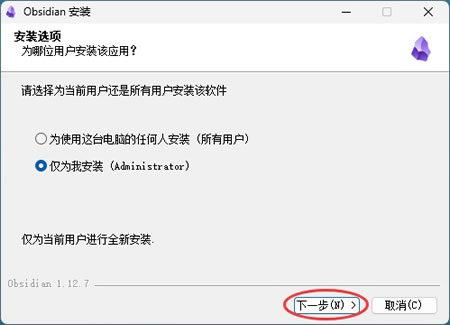 Obsidian 安装
安装选项
为哪位用户安装该应用？
请选择为当前用户还是所有用户安装该软件
为使用这台电脑的任何人安装 (所有用户)
仅为我安装 (Administrator)
仅为当前用户进行全新安装.
Obsidian 1.12.7
下一步(N) >
取消(C)